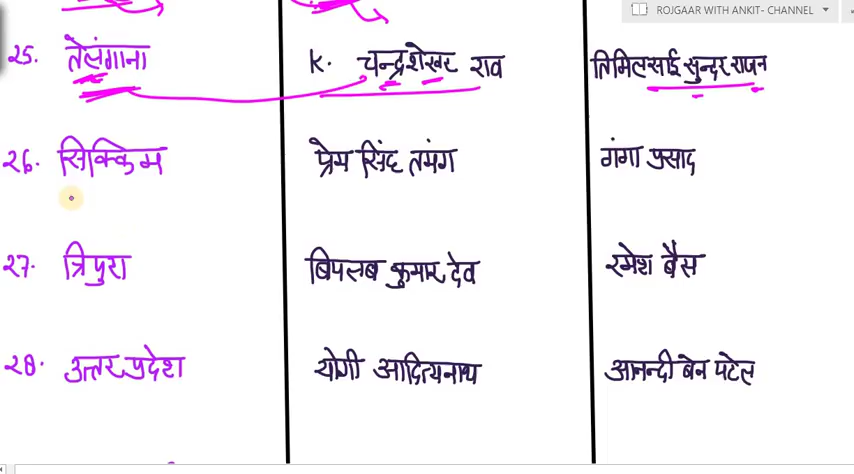 ROJGAAR WITH ANKIT- CHANNEL
25. तेलंगाना K. चन्द्रशेखर राव तिमिलसाई सुन्दर राजन
26. सिक्किम प्रेम सिंह तमंग गंगा प्रसाद
27. त्रिपुरा बिपलब कुमार देव रमेश बैस
28. उत्तर प्रदेश योगी आदित्यनाथ आनन्दी बेन पटेल